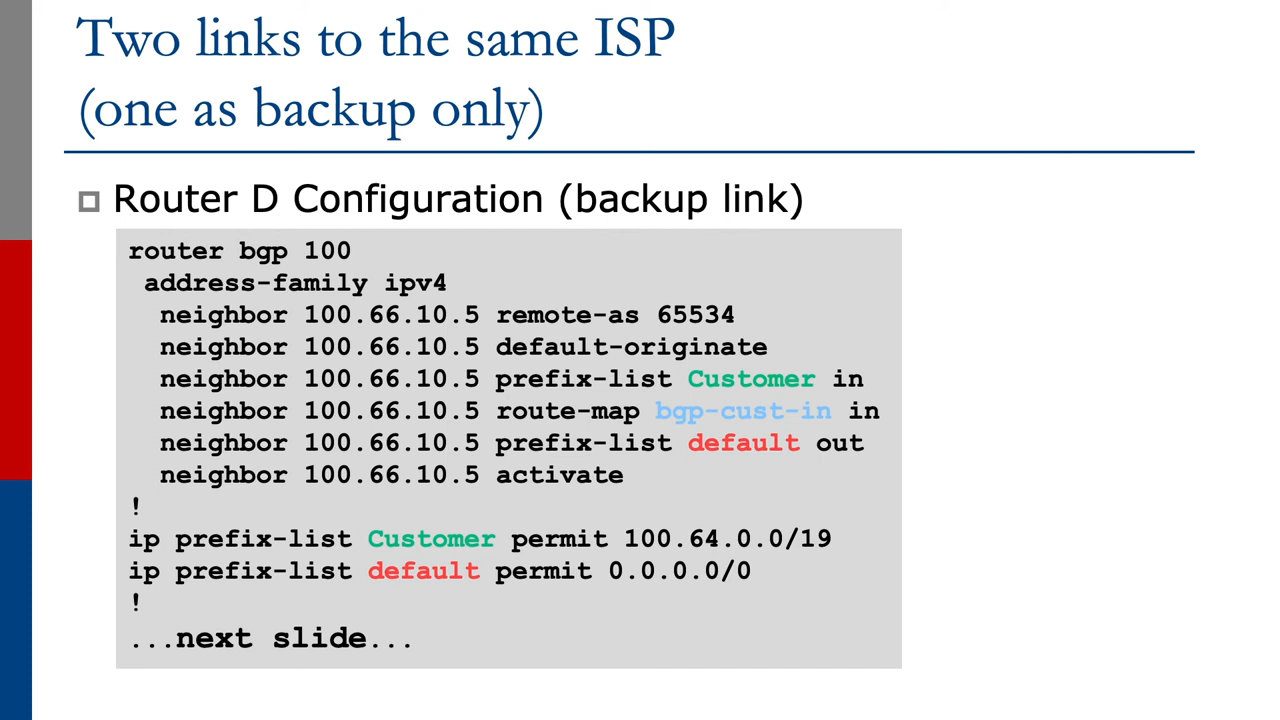 Two links to the same ISP
(one as backup only)
Router D Configuration (backup link)
router bgp 100
address-family ipv4
neighbor 100.66.10.5 remote-as 65534
neighbor 100.66.10.5 default-originate
neighbor 100.66.10.5 prefix-list Customer in
neighbor 100.66.10.5 route-map bgp-cust-in in
neighbor 100.66.10.5 prefix-list default out
neighbor 100.66.10.5 activate
!
ip prefix-list Customer permit 100.64.0.0/19
ip prefix-list default permit 0.0.0.0/0
!
...next slide...